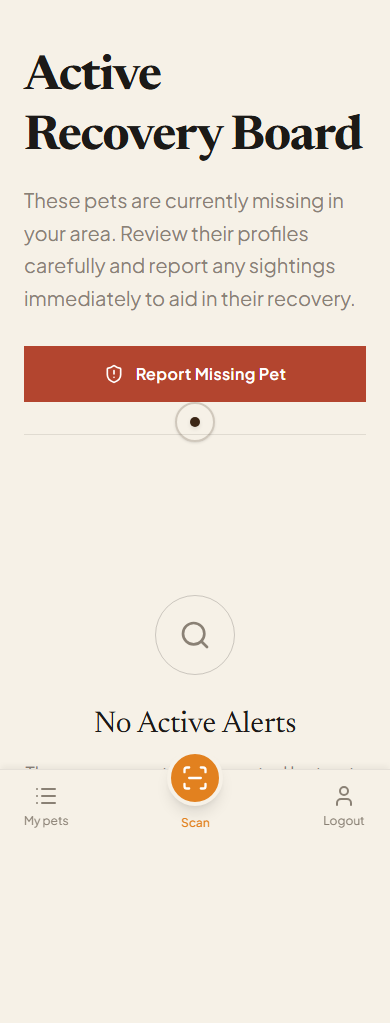 Active
Recovery Board
These pets are currently missing in
your area. Review their profiles
carefully and report any sightings
immediately to aid in their recovery.
Report Missing Pet
No Active Alerts
My pets
Scan
Logout